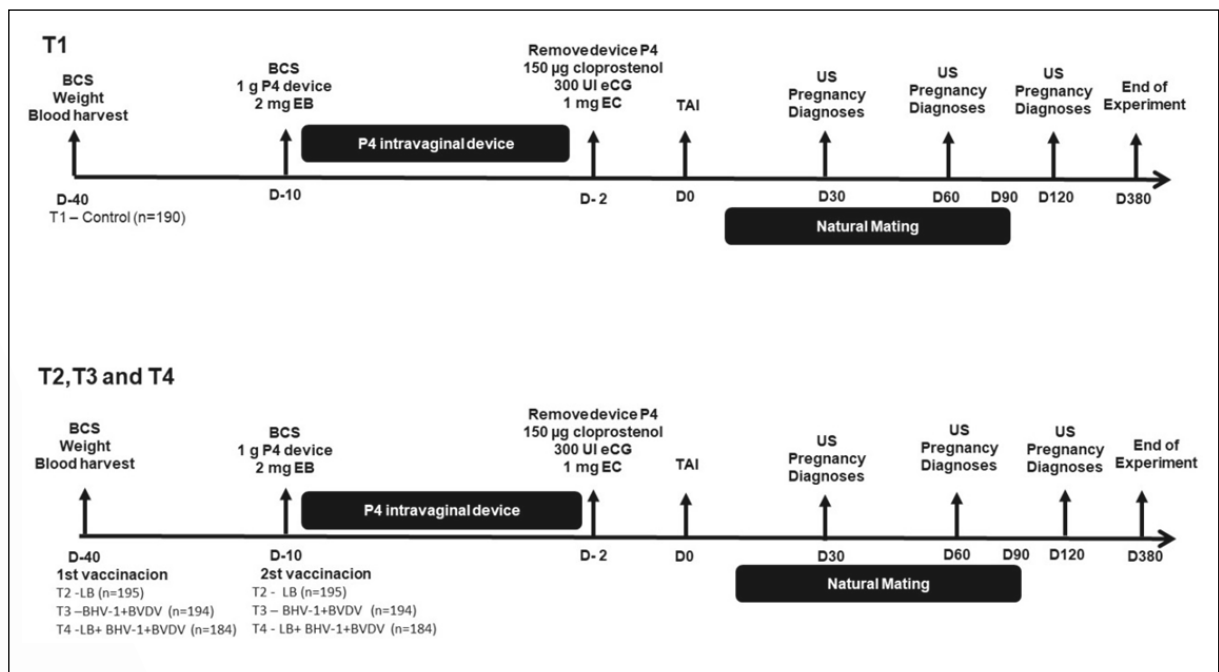 T1
BCS
Weight
Blood harvest
BCS
1 g P4 device
2 mg EB
Remove device P4
150 µg cloprostenol
300 UI eCG
1 mg EC
TAI
US
Pregnancy
Diagnoses
US
Pregnancy
Diagnoses
US
Pregnancy
Diagnoses
End of
Experiment
P4 intravaginal device
D-40
D-10
D- 2
D0
D30
D60
D90
D120
D380
T1 – Control (n=190)
Natural Mating
T2,T3 and T4
BCS
Weight
Blood harvest
BCS
1 g P4 device
2 mg EB
Remove device P4
150 µg cloprostenol
300 UI eCG
1 mg EC
TAI
US
Pregnancy
Diagnoses
US
Pregnancy
Diagnoses
US
Pregnancy
Diagnoses
End of
Experiment
P4 intravaginal device
D-40
D-10
D- 2
D0
D30
D60
D90
D120
D380
1st vaccinacion
T2 -LB (n=195)
T3 –BHV-1+BVDV (n=194)
T4 -LB+ BHV-1+BVDV (n=184)
2st vaccinacion
T2 - LB (n=195)
T3 – BHV-1+BVDV (n=194)
T4 - LB+ BHV-1+BVDV (n=184)
Natural Mating